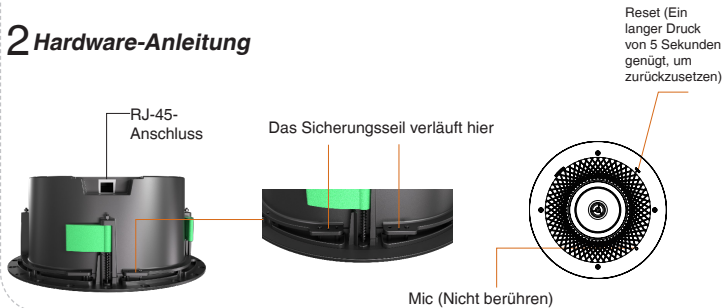 2 Hardware-Anleitung
Reset (Ein
langer Druck
von 5 Sekunden
genügt, um
zurückzusetzen)
RJ-45-
Anschluss
Das Sicherungsseil verläuft hier
Mic (Nicht berühren)